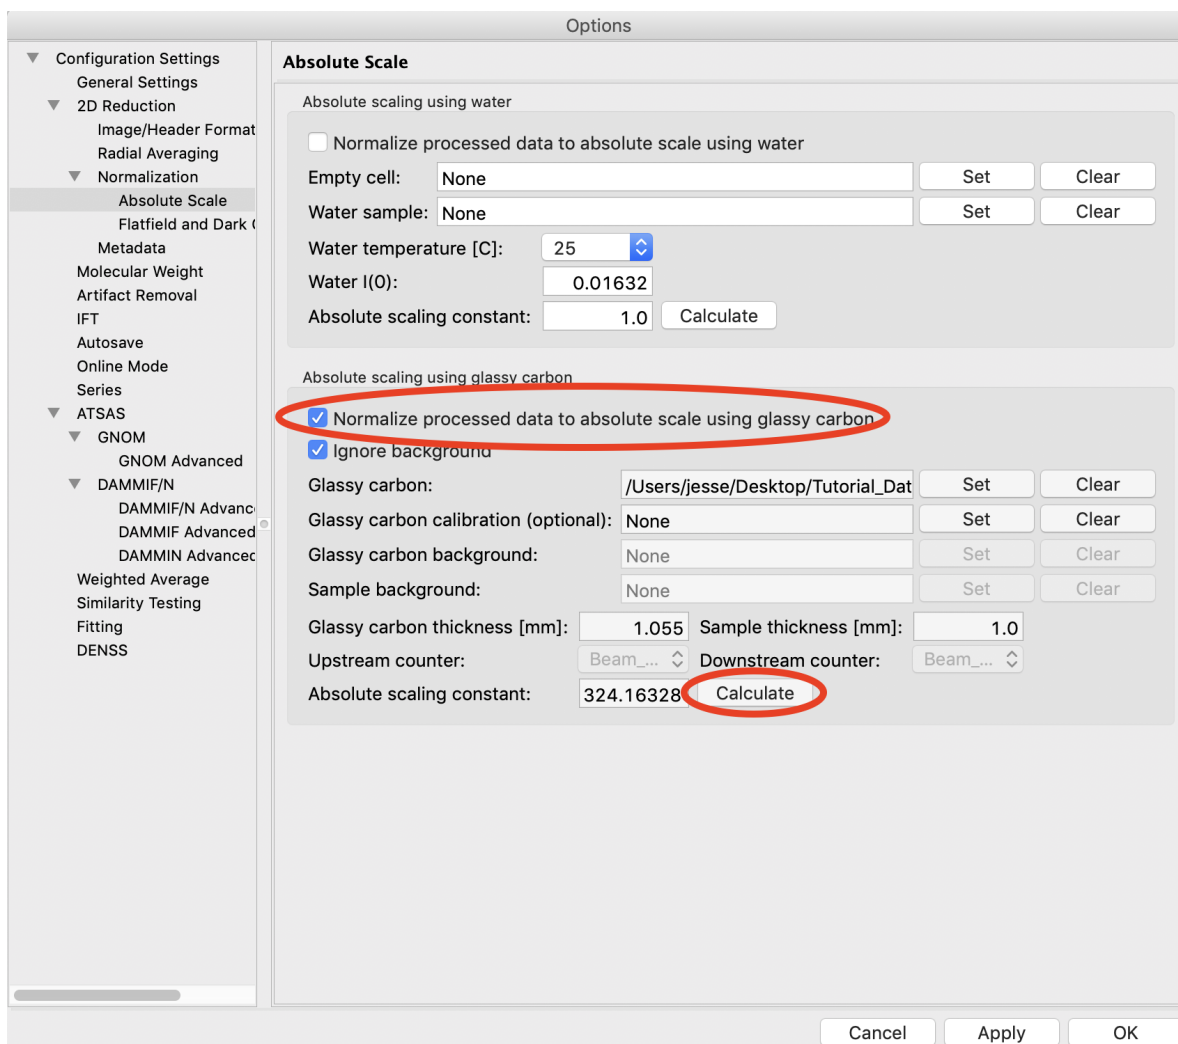 Options
Configuration Settings
General Settings
2D Reduction
Image/Header Format
Radial Averaging
Normalization
Absolute Scale
Flatfield and Dark
Metadata
Molecular Weight
Artifact Removal
IFT
Autosave
Online Mode
Series
ATSAS
GNOM
GNOM Advanced
DAMMIF/N
DAMMIF/N Advanc
DAMMIF Advanced
DAMMIN Advanced
Weighted Average
Similarity Testing
Fitting
DENSS
Absolute Scale
Absolute scaling using water
Normalize processed data to absolute scale using water
Empty cell: None Set Clear
Water sample: None Set Clear
Water temperature [C]: 25
Water I(0): 0.01632
Absolute scaling constant: 1.0 Calculate
Absolute scaling using glassy carbon
Normalize processed data to absolute scale using glassy carbon
Ignore background
Glassy carbon: /Users/jesse/Desktop/Tutorial_Dat Set Clear
Glassy carbon calibration (optional): None Set Clear
Glassy carbon background: None Set Clear
Sample background: None Set Clear
Glassy carbon thickness [mm]: 1.055 Sample thickness [mm]: 1.0
Upstream counter: Beam_... Downstream counter: Beam_...
Absolute scaling constant: 324.16328 Calculate
Cancel Apply OK